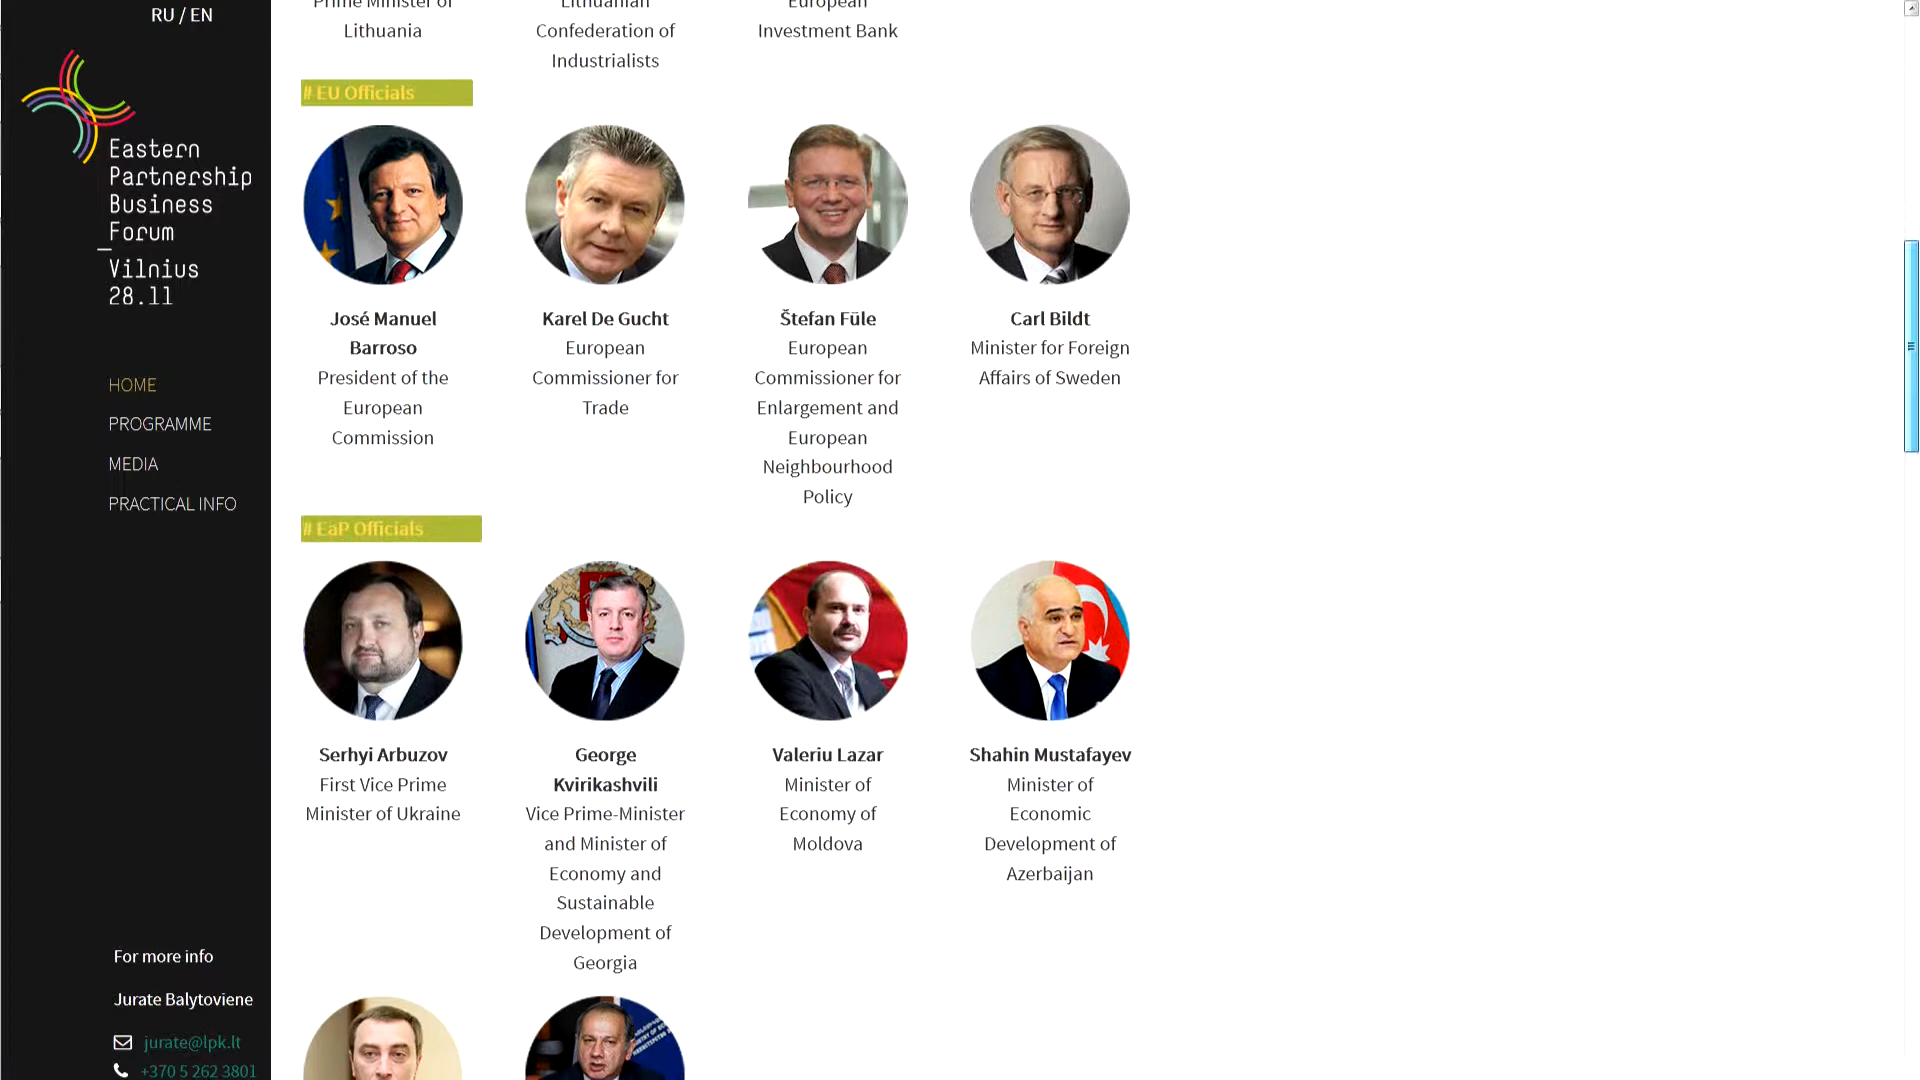 RU / EN
Eastern
Partnership
Business
Forum
Vilnius
28.11
HOME
PROGRAMME
MEDIA
PRACTICAL INFO
For more info
Jurate Balytoviene
jurate@lpk.lt
+370 5 262 3801
Prime Minister of
Lithuania
Lithuanian
Confederation of
Industrialists
European
Investment Bank
# EU Officials
José Manuel
Barroso
President of the
European
Commission
Karel De Gucht
European
Commissioner for
Trade
Štefan Füle
European
Commissioner for
Enlargement and
European
Neighbourhood
Policy
Carl Bildt
Minister for Foreign
Affairs of Sweden
# EaP Officials
Serhyi Arbuzov
First Vice Prime
Minister of Ukraine
George
Kvirikashvili
Vice Prime-Minister
and Minister of
Economy and
Sustainable
Development of
Georgia
Valeriu Lazar
Minister of
Economy of
Moldova
Shahin Mustafayev
Minister of
Economic
Development of
Azerbaijan